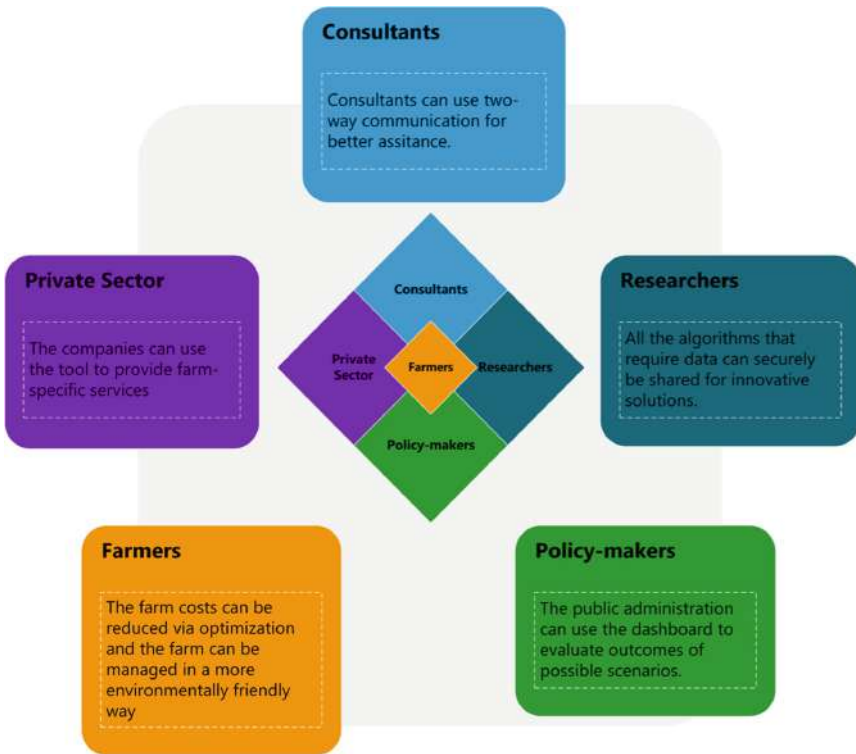 Consultants
Consultants can use two-
way communication for
better assitance.
Private Sector
The companies can use
the tool to provide farm-
specific services
Consultants
Private
Sector
Farmers
Researchers
Policy-makers
Researchers
All the algorithms that
require data can securely
be shared for innovative
solutions.
Farmers
The farm costs can be
reduced via optimization
and the farm can be
managed in a more
environmentally friendly
way
Policy-makers
The public administration
can use the dashboard to
evaluate outcomes of
possible scenarios.